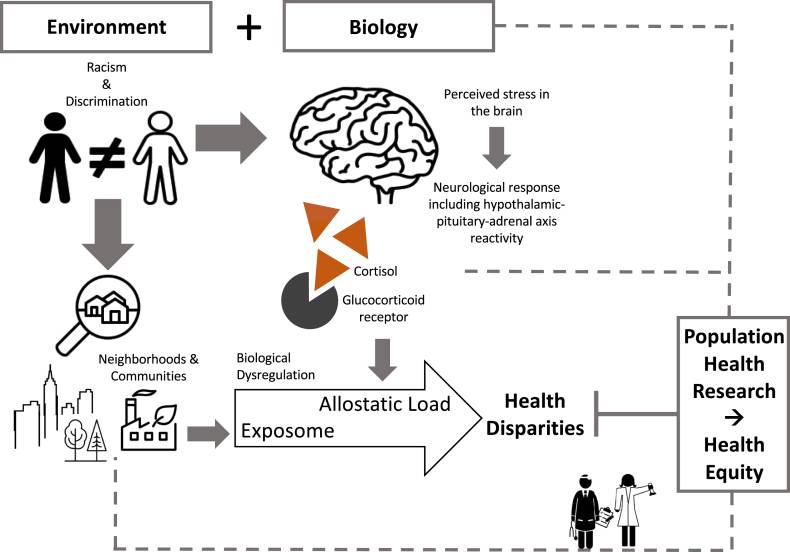 Environment
+
Biology
Racism
&
Discrimination
≠
Perceived stress in
the brain
Neurological response
including hypothalamic-
pituitary-adrenal axis
reactivity
Cortisol
Glucocorticoid
receptor
Neighborhoods &
Communities
Biological
Dysregulation
Allostatic Load
Exposome
Health
Disparities
Population
Health
Research
→
Health
Equity